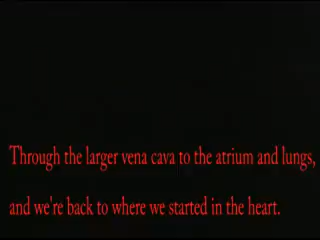 Through the larger vena cava to the atrium and lungs,
and we're back to where we started in the heart.